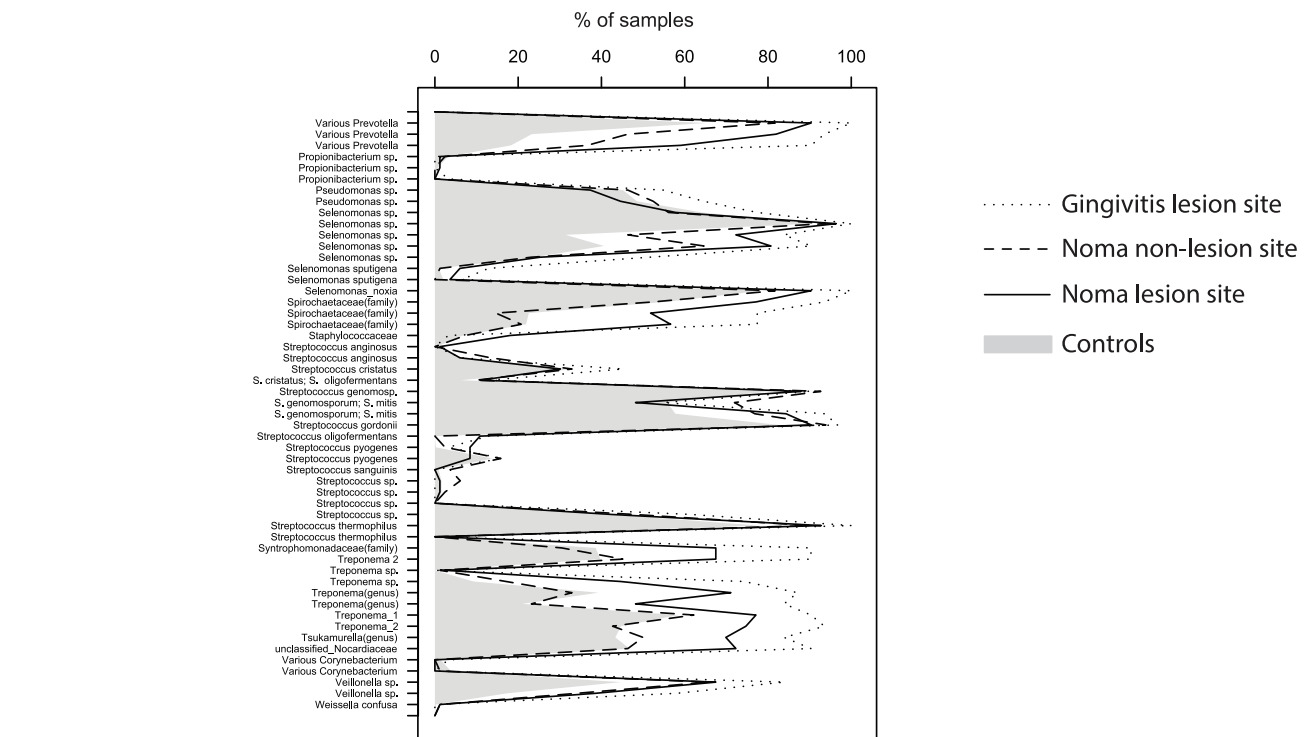 % of samples
0 20 40 60 80 100
Various Prevotella
Various Prevotella
Various Prevotella
Propionibacterium sp.
Propionibacterium sp.
Propionibacterium sp.
Pseudomonas sp.
Pseudomonas sp.
Selenomonas sp.
Selenomonas sp.
Selenomonas sp.
Selenomonas sp.
Selenomonas sp.
Selenomonas sputigena
Selenomonas sputigena
Selenomonas_noxia
Spirochaetaceae(family)
Spirochaetaceae(family)
Spirochaetaceae(family)
Staphylococcaceae
Streptococcus anginosus
Streptococcus anginosus
Streptococcus cristatus
S. cristatus; S. oligofermentans
Streptococcus genomosp.
S. genomosporum; S. mitis
S. genomosporum; S. mitis
Streptococcus gordonii
Streptococcus oligofermentans
Streptococcus pyogenes
Streptococcus pyogenes
Streptococcus sanguinis
Streptococcus sp.
Streptococcus sp.
Streptococcus sp.
Streptococcus sp.
Streptococcus thermophilus
Streptococcus thermophilus
Syntrophomonadaceae(family)
Treponema 2
Treponema sp.
Treponema sp.
Treponema(genus)
Treponema(genus)
Treponema_1
Treponema_2
Tsukamurella(genus)
unclassified_Nocardiaceae
Various Corynebacterium
Various Corynebacterium
Veillonella sp.
Veillonella sp.
Weissella confusa
Gingivitis lesion site
Noma non-lesion site
Noma lesion site
Controls